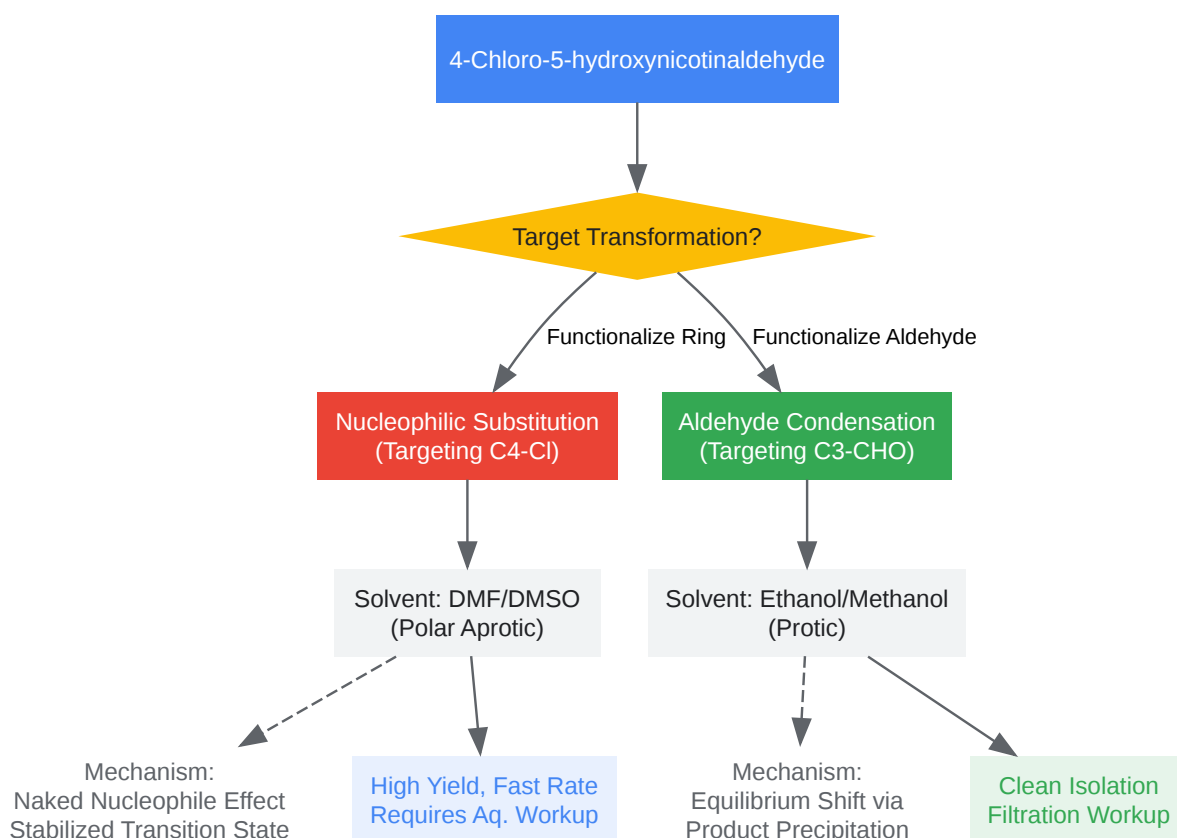 4-Chloro-5-hydroxynicotinaldehyde
Target Transformation?
Functionalize Ring
Functionalize Aldehyde
Nucleophilic Substitution
(Targeting C4-Cl)
Aldehyde Condensation
(Targeting C3-CHO)
Solvent: DMF/DMSO
(Polar Aprotic)
Solvent: Ethanol/Methanol
(Protic)
Mechanism:
Naked Nucleophile Effect
Stabilized Transition State
High Yield, Fast Rate
Requires Aq. Workup
Mechanism:
Equilibrium Shift via
Product Precipitation
Clean Isolation
Filtration Workup